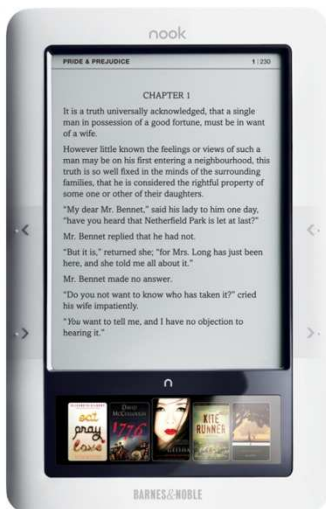 nook
PRIDE & PREJUDICE 1 | 230
CHAPTER 1
It is a truth universally acknowledged, that a single
man in possession of a good fortune, must be in want
of a wife.
However little known the feelings or views of such a
man may be on his first entering a neighbourhood, this
truth is so well fixed in the minds of the surrounding
families, that he is considered the rightful property of
some one or other of their daughters.
“My dear Mr. Bennet,” said his lady to him one day,
“have you heard that Netherfield Park is let at last?”
Mr. Bennet replied that he had not.
“But it is,” returned she; “for Mrs. Long has just been
here, and she told me all about it.”
Mr. Bennet made no answer.
“Do you not want to know who has taken it?” cried
his wife impatiently.
“You want to tell me, and I have no objection to
hearing it.”
n
eat
pray
love
DAVID
McCULLOUGH
1776
GEISHA
KITE
RUNNER
BARNES&NOBLE